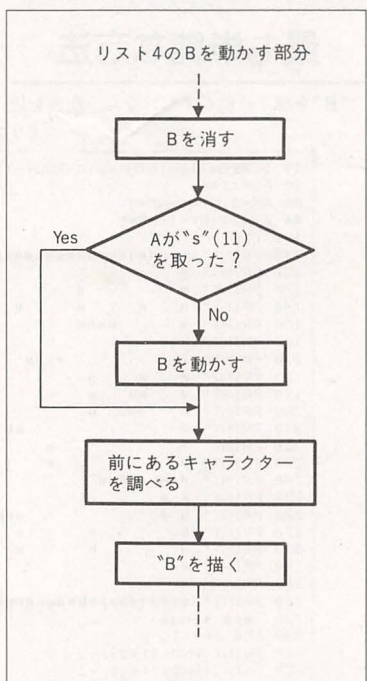 リスト4のBを動かす部分
Bを消す
Aが〝s″(11)
を取った？
Yes
No
Bを動かす
前にあるキャラクター
を調べる
〝B″を描く